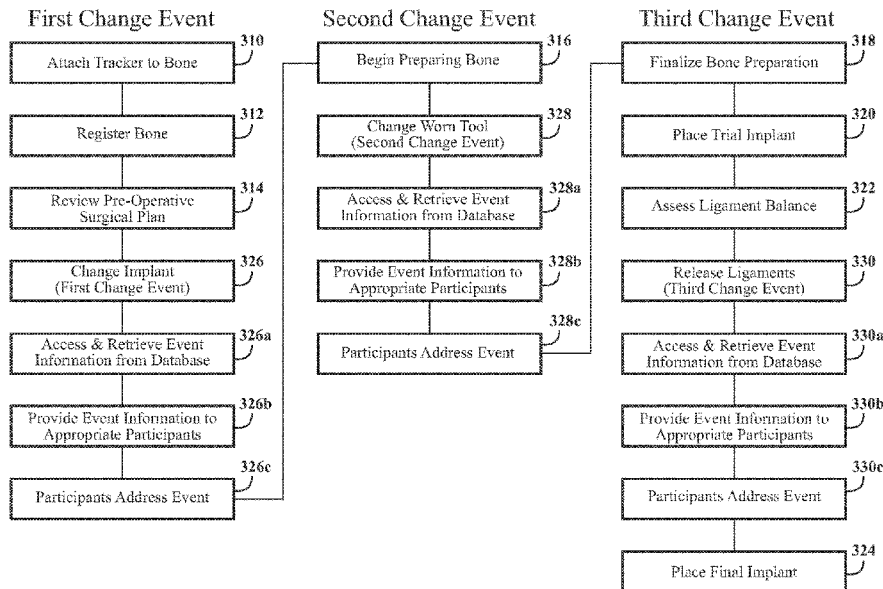 First Change Event
310
Attach Tracker to Bone
312
Register Bone
314
Review Pre-Operative
Surgical Plan
326
Change Implant
(First Change Event)
326a
Access & Retrieve Event
Information from Database
326b
Provide Event Information to
Appropriate Participants
326c
Participants Address Event
Second Change Event
316
Begin Preparing Bone
328
Change Worn Tool
(Second Change Event)
328a
Access & Retrieve Event
Information from Database
328b
Provide Event Information to
Appropriate Participants
328c
Participants Address Event
Third Change Event
318
Finalize Bone Preparation
320
Place Trial Implant
322
Assess Ligament Balance
330
Release Ligaments
(Third Change Event)
330a
Access & Retrieve Event
Information from Database
330b
Provide Event Information to
Appropriate Participants
330c
Participants Address Event
324
Place Final Implant